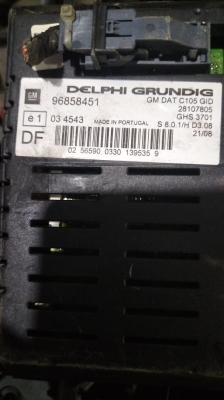 DELPHI GRUNDIG
GM 96858451 GM DAT C105 GID
28107805
e1 03 4543 MADE IN PORTUGAL GHS 3701
S 8.0.1/H D3.08
DF 21/08
02 56590 0330 139535 9